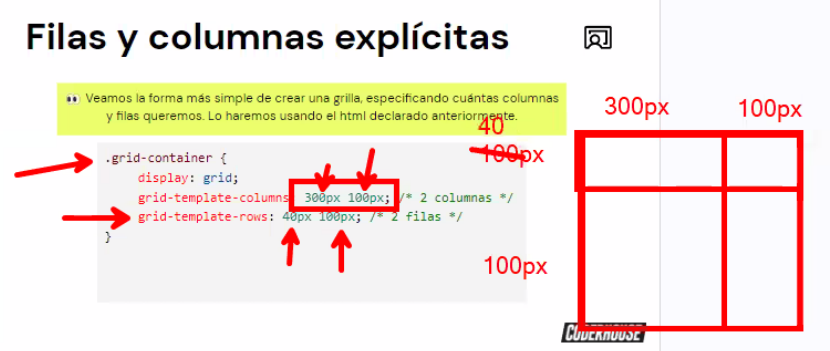 Filas y columnas explícitas
👀 Veamos la forma más simple de crear una grilla, especificando cuántas columnas
y filas queremos. Lo haremos usando el html declarado anteriormente.
300px 100px
40
100px
.grid-container {
display: grid;
grid-template-columns: 300px 100px; /* 2 columnas */
grid-template-rows: 40px 100px; /* 2 filas */
}
100px
CODERHOUSE